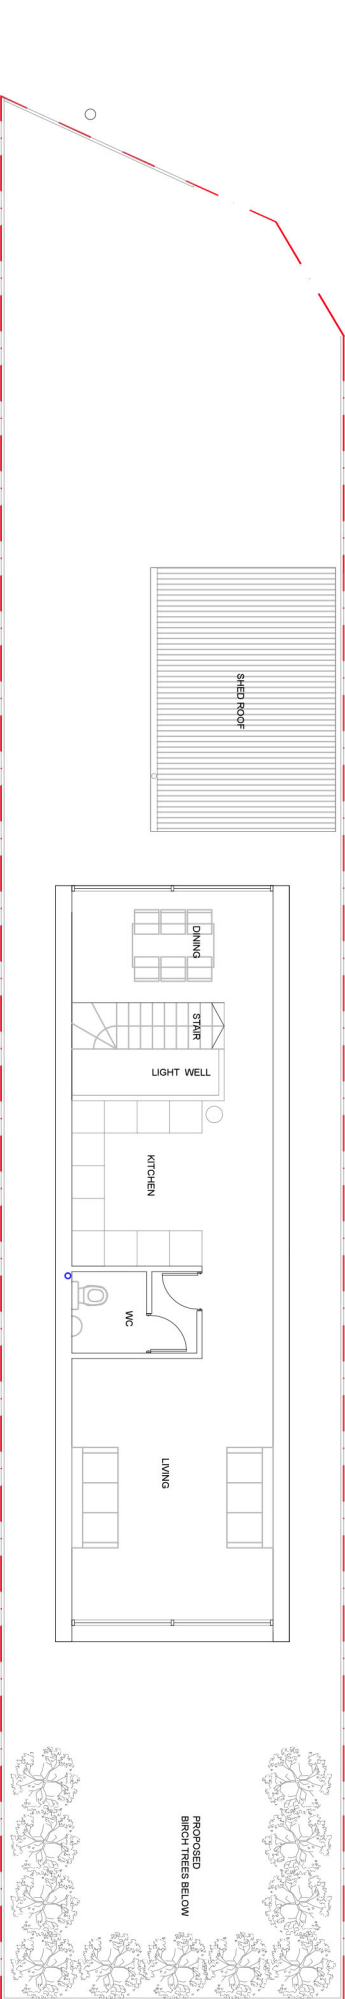 SHED ROOF
DINING
STAIR
LIGHT WELL
KITCHEN
WC
LIVING
PROPOSED
BIRCH TREES BELOW